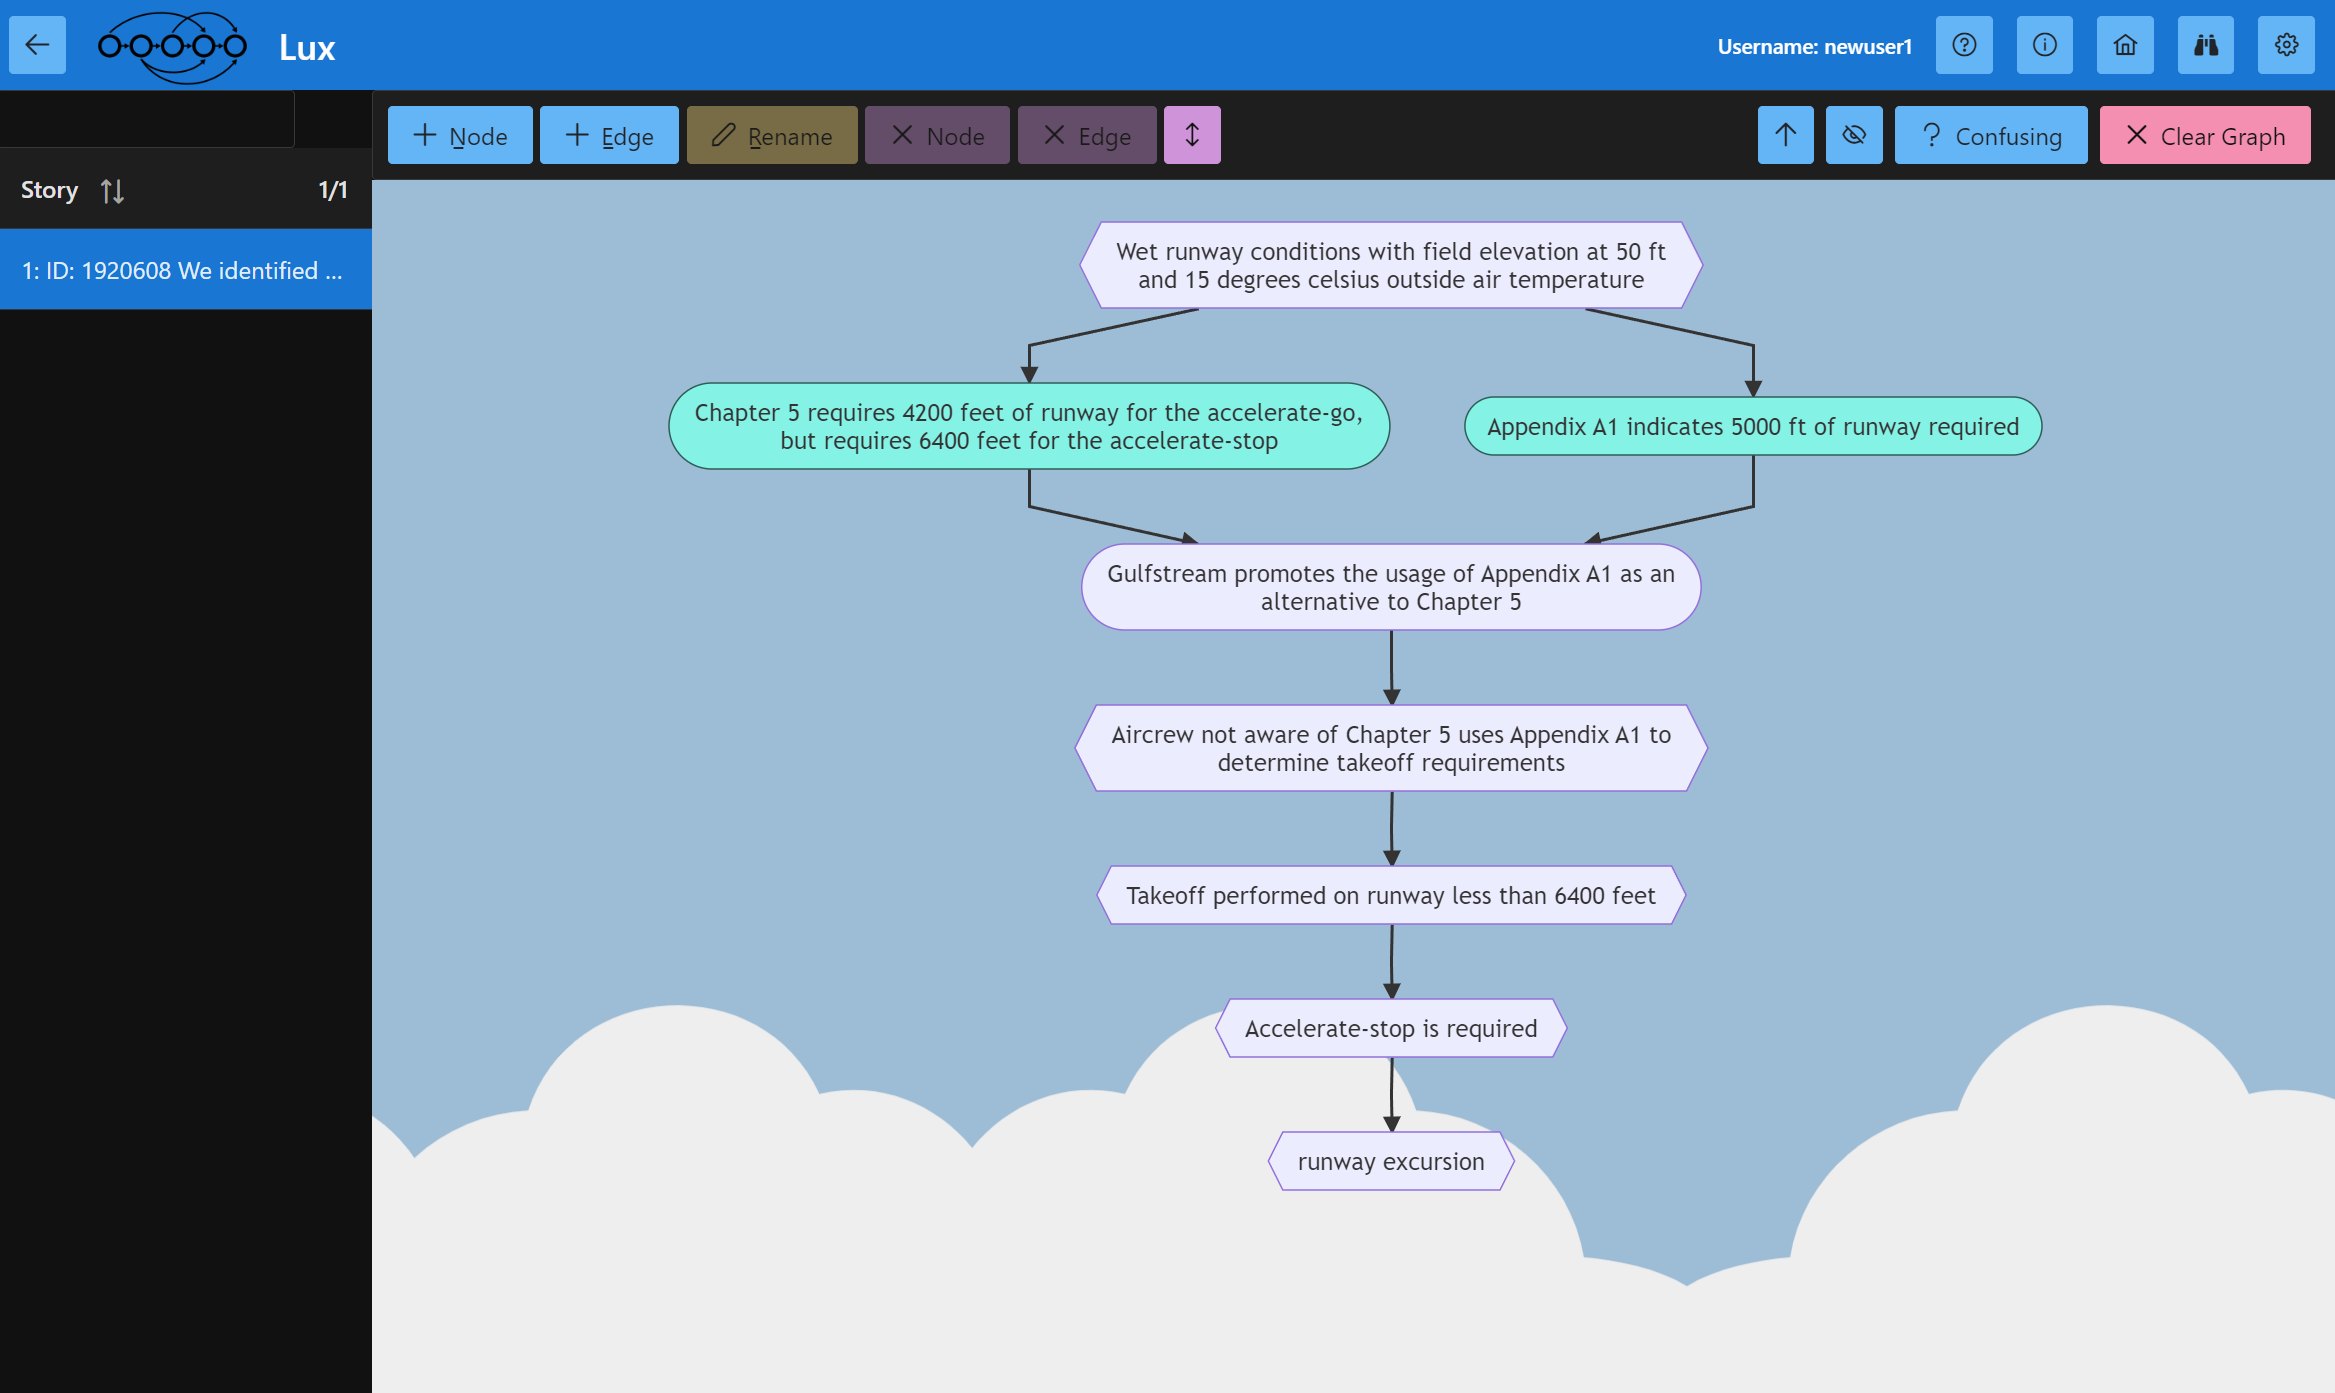 Lux
Username: newuser1
Node
Edge
Rename
Node
Edge
? Confusing
Clear Graph
Story 1/1
1: ID: 1920608 We identified ...
Wet runway conditions with field elevation at 50 ft
and 15 degrees celsius outside air temperature
Chapter 5 requires 4200 feet of runway for the accelerate-go,
but requires 6400 feet for the accelerate-stop
Appendix A1 indicates 5000 ft of runway required
Gulfstream promotes the usage of Appendix A1 as an
alternative to Chapter 5
Aircrew not aware of Chapter 5 uses Appendix A1 to
determine takeoff requirements
Takeoff performed on runway less than 6400 feet
Accelerate-stop is required
runway excursion